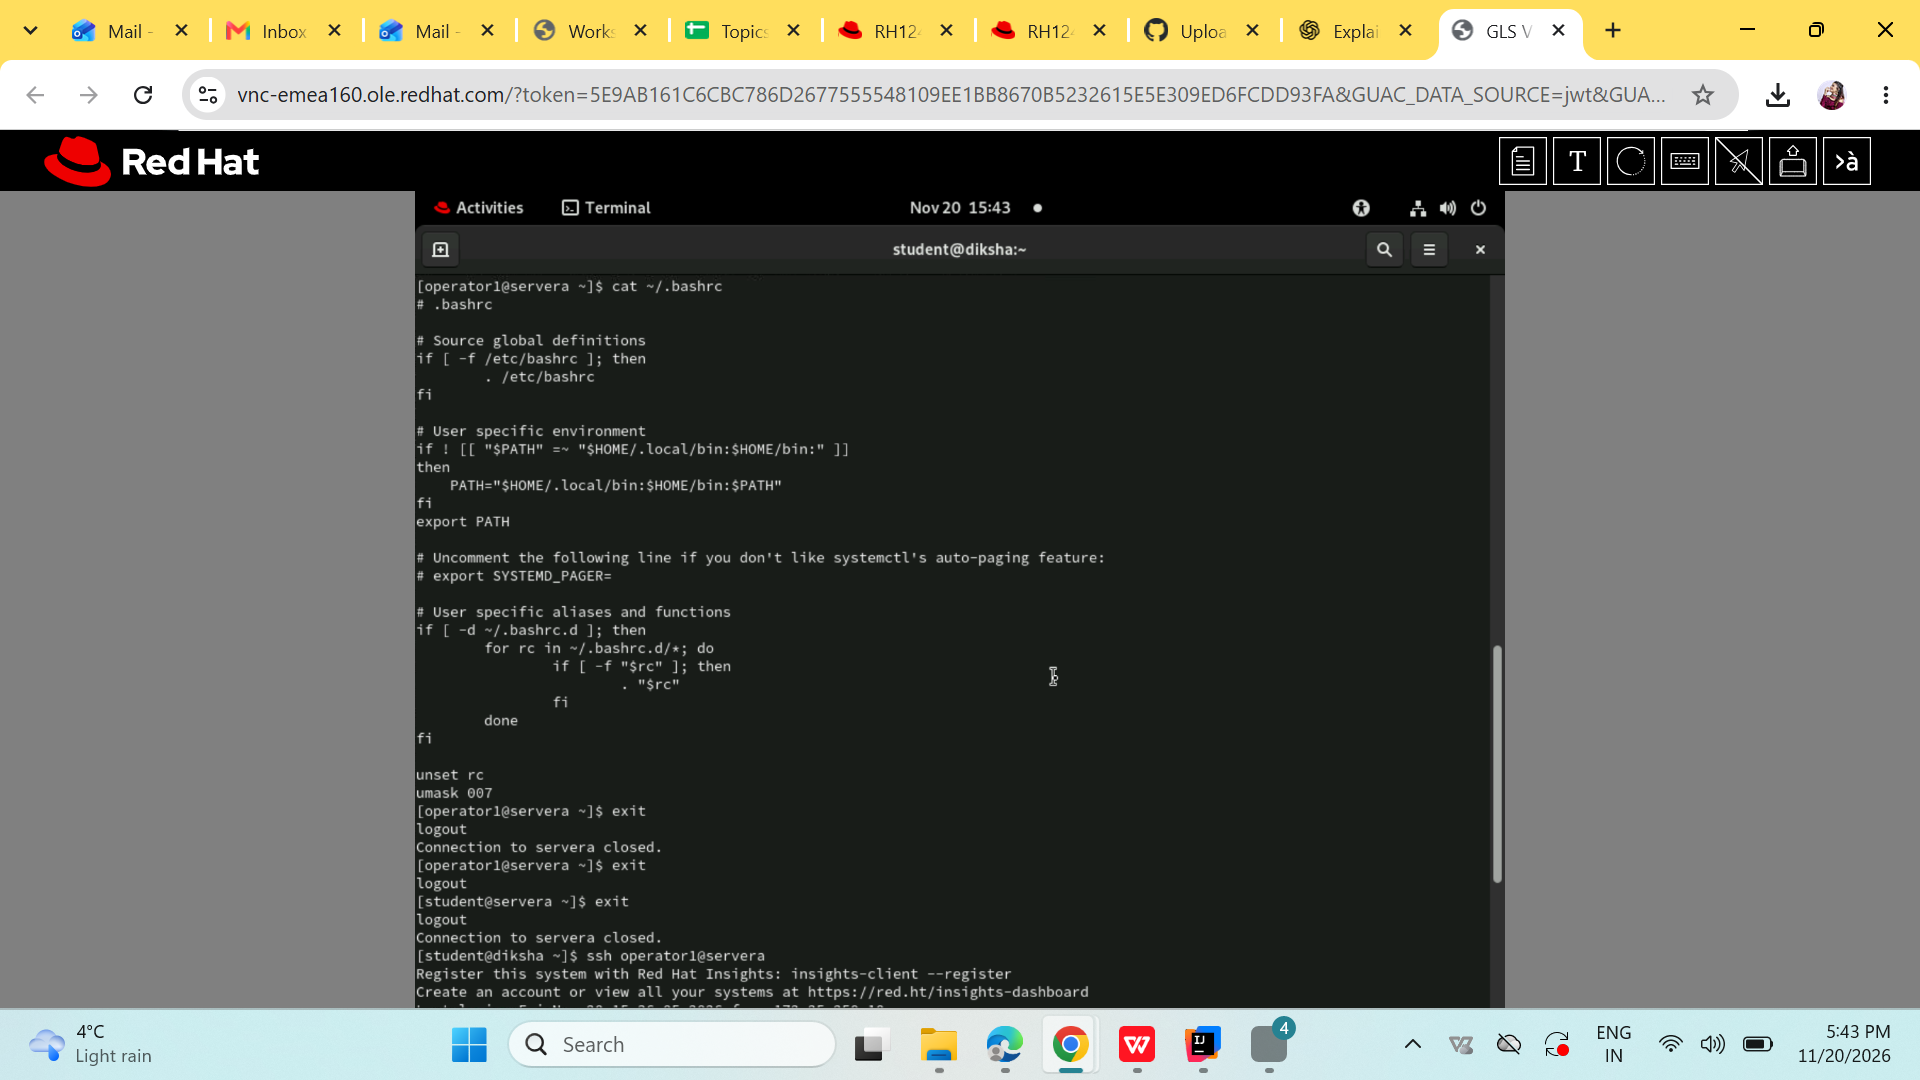 Mail -
Inbox
Mail -
Works
Topics
RH124
RH124
Uploa
Explai
GLS V
vnc-emea160.ole.redhat.com/?token=5E9AB161C6CBC786D2677555548109EE1BB8670B5232615E5E309ED6FCDD93FA&GUAC_DATA_SOURCE=jwt&GUA...
Red Hat
T
>à
Activities
Terminal
Nov 20 15:43
student@diksha:~
[operator1@servera ~]$ cat ~/.bashrc
# .bashrc
# Source global definitions
if [ -f /etc/bashrc ]; then
. /etc/bashrc
fi
# User specific environment
if ! [[ "$PATH" =~ "$HOME/.local/bin:$HOME/bin:" ]]
then
PATH="$HOME/.local/bin:$HOME/bin:$PATH"
fi
export PATH
# Uncomment the following line if you don't like systemctl's auto-paging feature:
# export SYSTEMD_PAGER=
# User specific aliases and functions
if [ -d ~/.bashrc.d ]; then
for rc in ~/.bashrc.d/*; do
if [ -f "$rc" ]; then
. "$rc"
fi
done
fi
unset rc
umask 007
[operator1@servera ~]$ exit
logout
Connection to servera closed.
[operator1@servera ~]$ exit
logout
[student@servera ~]$ exit
logout
Connection to servera closed.
[student@diksha ~]$ ssh operator1@servera
Register this system with Red Hat Insights: insights-client --register
Create an account or view all your systems at https://red.ht/insights-dashboard
4°C
Light rain
Search
4
ENG
IN
5:43 PM
11/20/2026